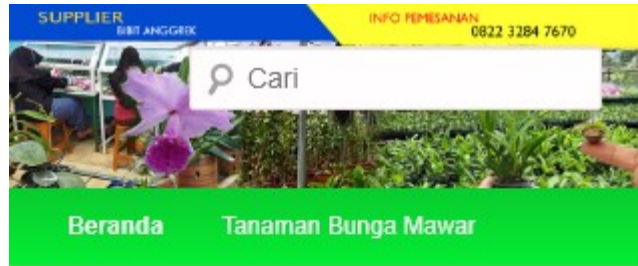 SUPPLIER
BIBIT ANGGREK
INFO PEMESANAN
0822 3284 7670
Cari
Beranda Tanaman Bunga Mawar